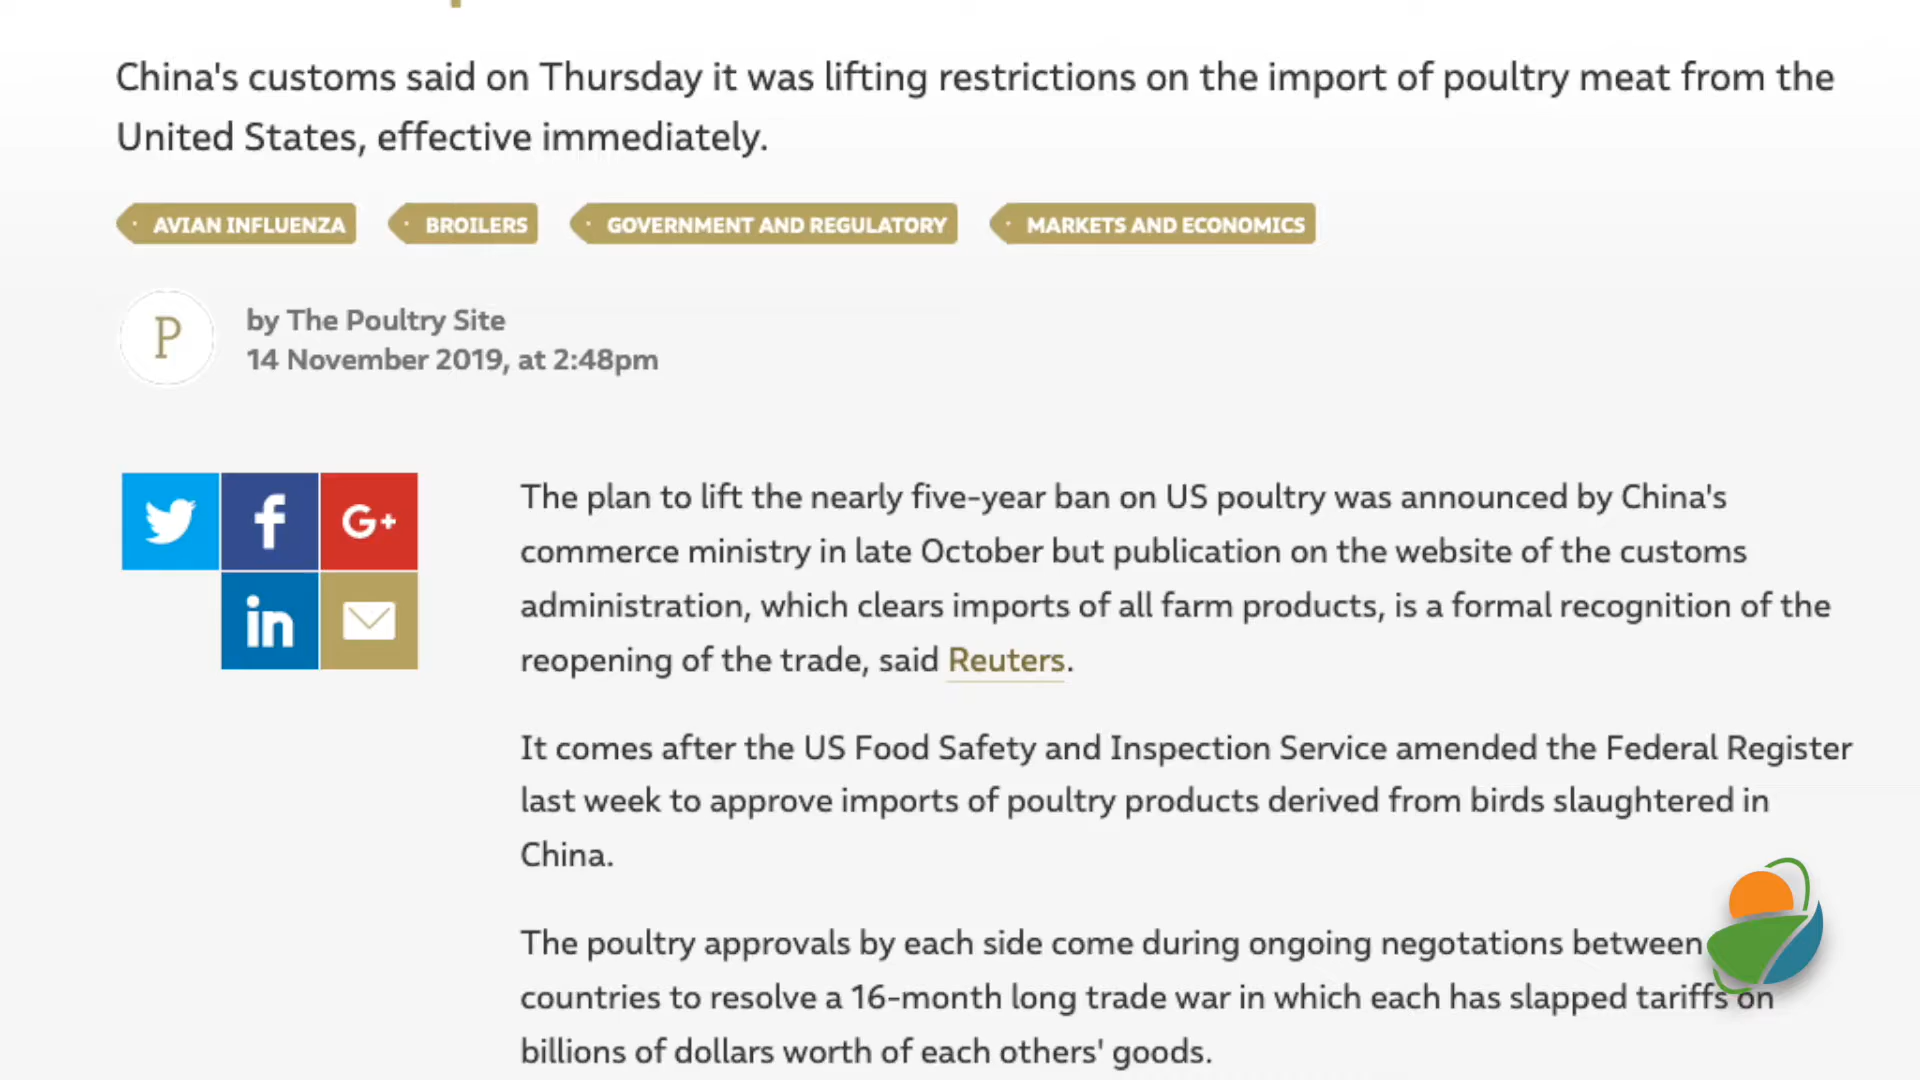 China's customs said on Thursday it was lifting restrictions on the import of poultry meat from the
United States, effective immediately.
AVIAN INFLUENZA
BROILERS
GOVERNMENT AND REGULATORY
MARKETS AND ECONOMICS
P
by The Poultry Site
14 November 2019, at 2:48pm
f
G+
in
The plan to lift the nearly five-year ban on US poultry was announced by China's
commerce ministry in late October but publication on the website of the customs
administration, which clears imports of all farm products, is a formal recognition of the
reopening of the trade, said Reuters.
It comes after the US Food Safety and Inspection Service amended the Federal Register
last week to approve imports of poultry products derived from birds slaughtered in
China.
The poultry approvals by each side come during ongoing negotations between
countries to resolve a 16-month long trade war in which each has slapped tariffs on
billions of dollars worth of each others' goods.